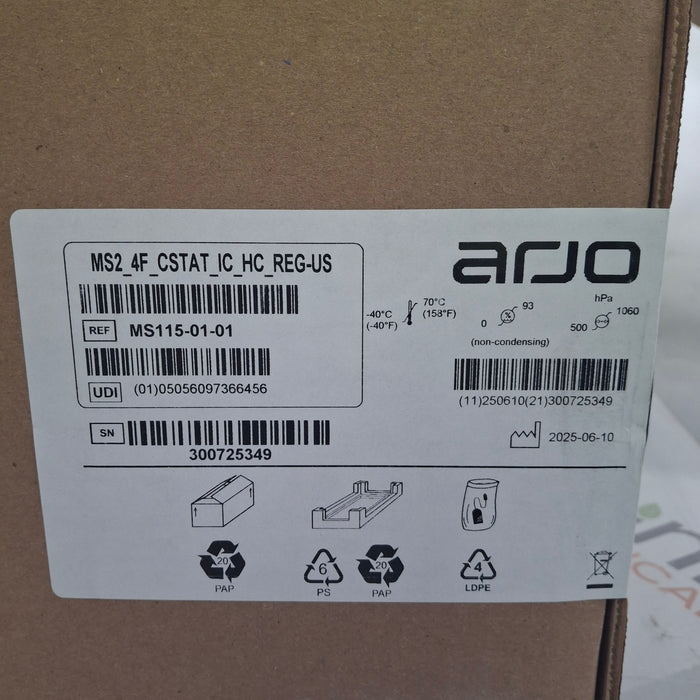 MS2_4F_CSTAT_IC_HC_REG-US
REF MS115-01-01
UDI (01)05056097366456
SN
300725349
arjo
-40°C
(-40°F)
70°C
(158°F)
0 % 93
(non-condensing)
hPa
500 1060
(11)250610(21)300725349
2025-06-10
20
PAP
6
PS
20
PAP
4
LDPE